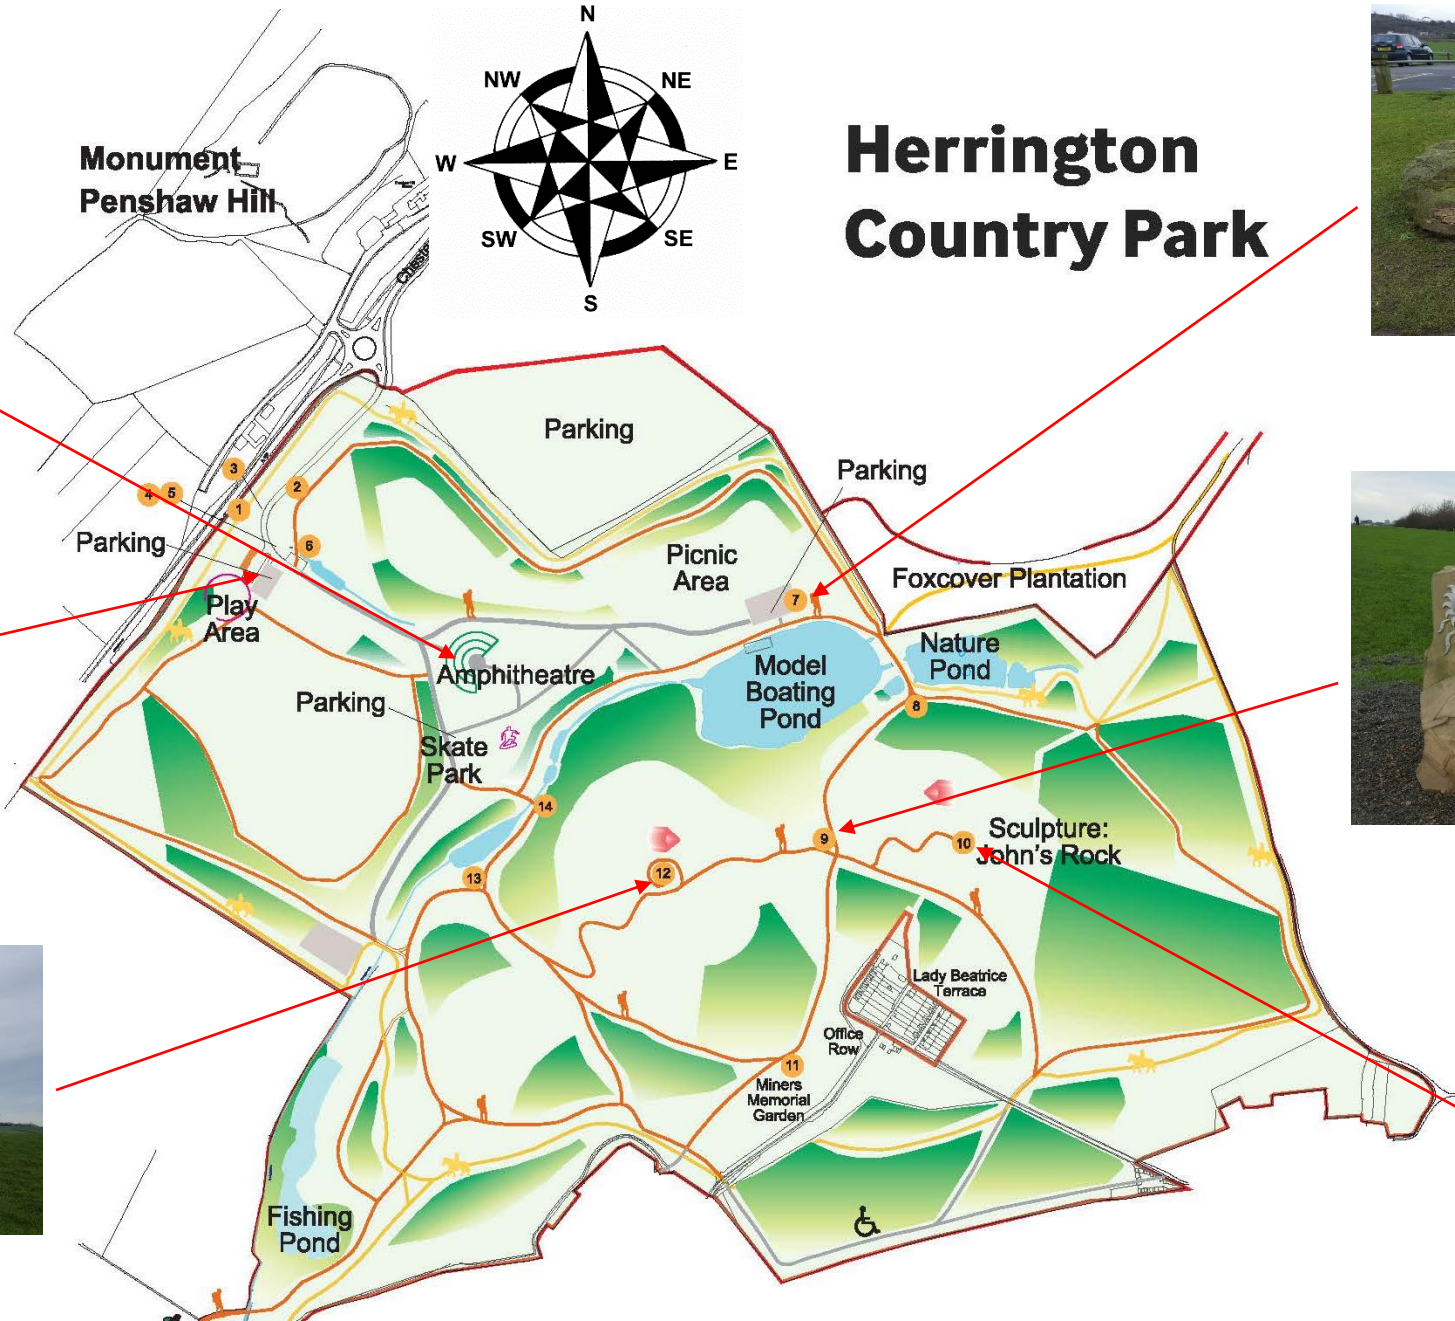 N
NW
NE
W
E
SW
SE
S
Herrington
Country Park
Monument
Penshaw Hill
Parking
Parking
3
2
4
5
1
Parking
6
Picnic
Area
7
Foxcover Plantation
Play
Area
Amphitheatre
Nature
Pond
Model
Boating
Pond
Parking
8
Skate
Park
14
9
10
Sculpture:
John's Rock
12
13
Lady Beatrice
Terrace
Office
Row
11
Miners
Memorial
Garden
Fishing
Pond